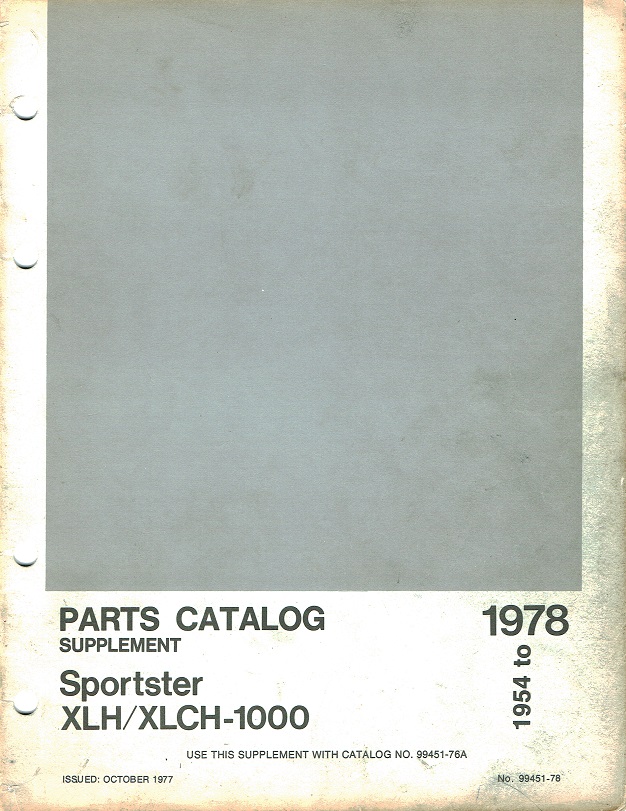 PARTS CATALOG
SUPPLEMENT
Sportster
XLH/XLCH-1000
1978
1954 to
USE THIS SUPPLEMENT WITH CATALOG NO. 99451-76A
ISSUED: OCTOBER 1977
No. 99451-78